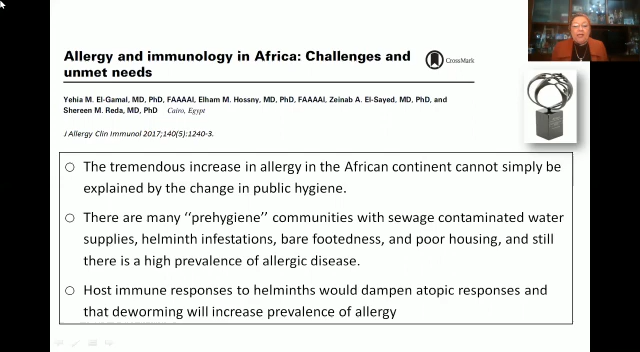 Allergy and immunology in Africa: Challenges and
unmet needs
CrossMark
Yehia M. El-Gamal, MD, PhD, FAAAAI, Elham M. Hossny, MD, PhD, FAAAAI, Zeinab A. El-Sayed, MD, PhD, and
Shereen M. Reda, MD, PhD Cairo, Egypt
J Allergy Clin Immunol 2017;140(5):1240-3.
○ The tremendous increase in allergy in the African continent cannot simply be
explained by the change in public hygiene.
○ There are many ‘‘prehygiene’’ communities with sewage contaminated water
supplies, helminth infestations, bare footedness, and poor housing, and still
there is a high prevalence of allergic disease.
○ Host immune responses to helminths would dampen atopic responses and
that deworming will increase prevalence of allergy